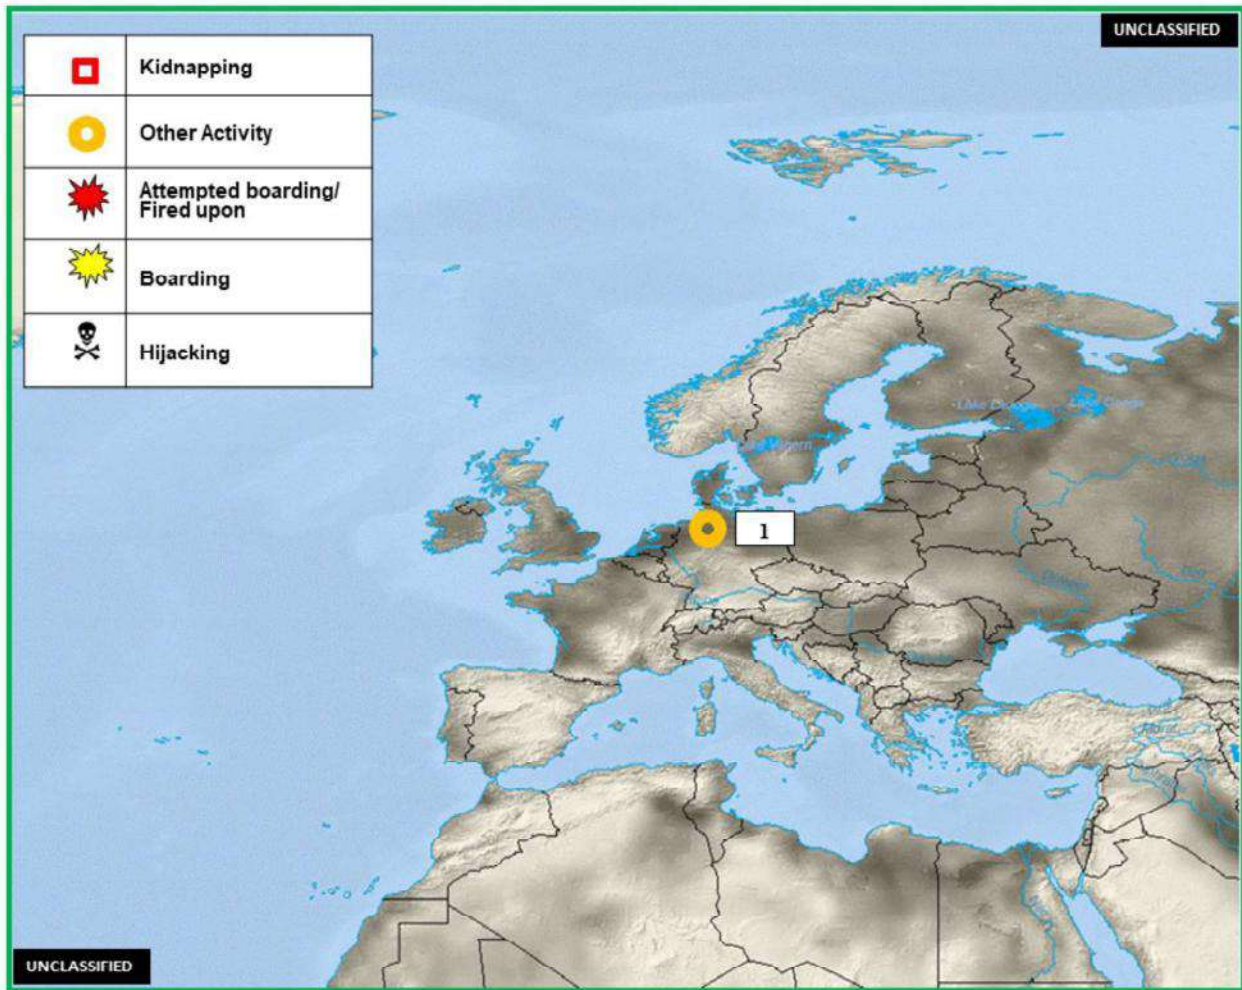 UNCLASSIFIED
Kidnapping
Other Activity
Attempted boarding/
Fired upon
Boarding
Hijacking
1
UNCLASSIFIED